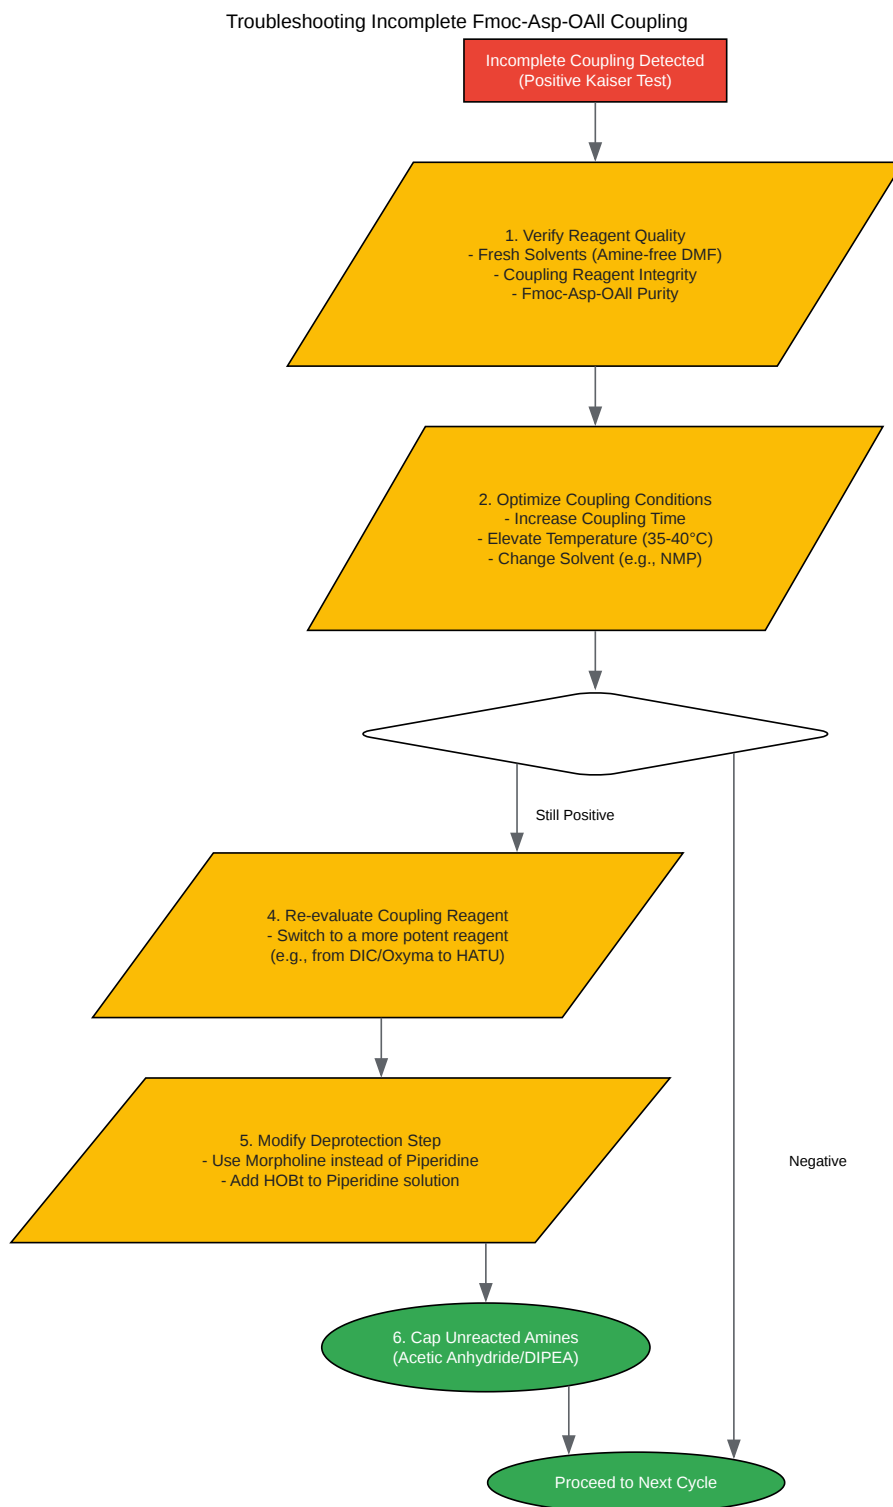 Troubleshooting Incomplete Fmoc-Asp-OAll Coupling
Incomplete Coupling Detected
(Positive Kaiser Test)
1. Verify Reagent Quality
- Fresh Solvents (Amine-free DMF)
- Coupling Reagent Integrity
- Fmoc-Asp-OAll Purity
2. Optimize Coupling Conditions
- Increase Coupling Time
- Elevate Temperature (35-40°C)
- Change Solvent (e.g., NMP)
Still Positive
4. Re-evaluate Coupling Reagent
- Switch to a more potent reagent
(e.g., from DIC/Oxyma to HATU)
5. Modify Deprotection Step
- Use Morpholine instead of Piperidine
- Add HOBt to Piperidine solution
Negative
6. Cap Unreacted Amines
(Acetic Anhydride/DIPEA)
Proceed to Next Cycle